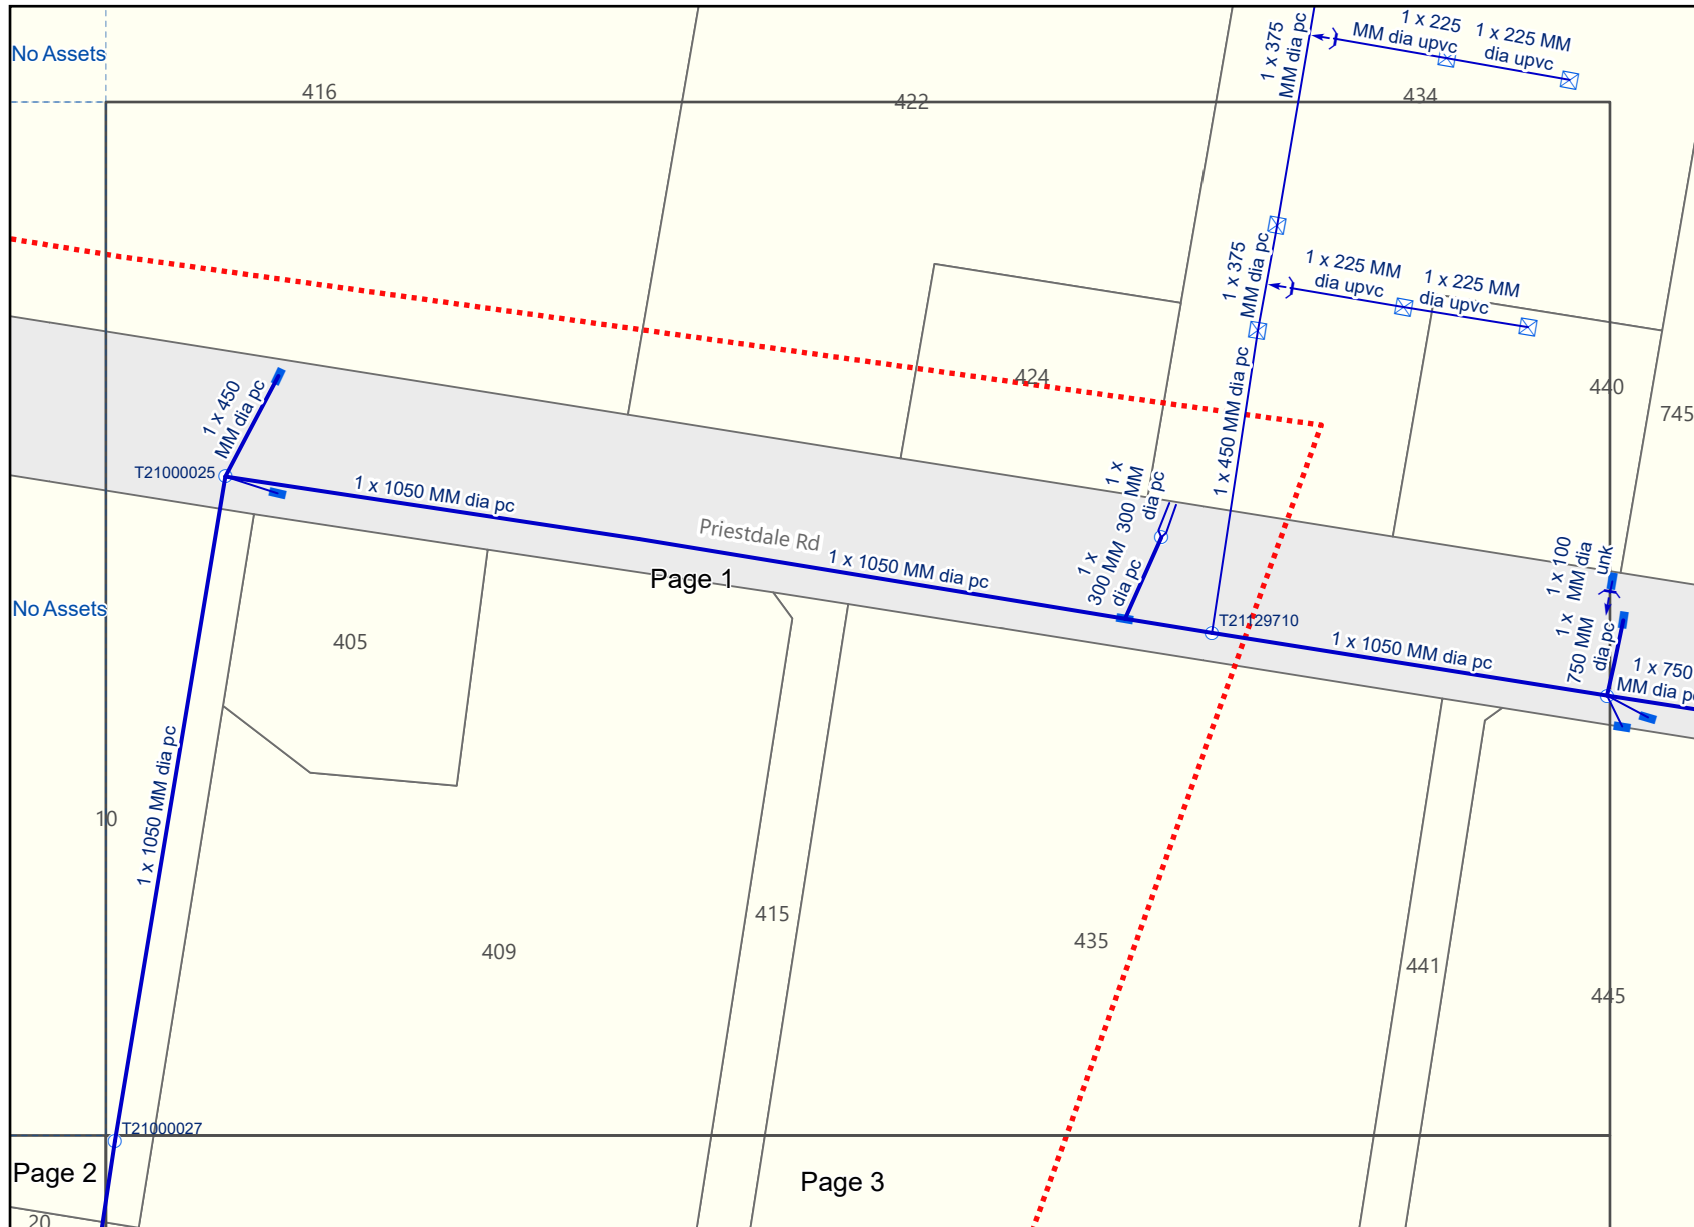 No Assets
416
422
434
1 x 375
MM dia pc
1 x 225
MM dia upvc
1 x 225 MM
dia upvc
1 x 375
MM dia pc
1 x 225 MM
dia upvc
1 x 225 MM
dia upvc
424
440
745
1 x 450
MM dia pc
T21000025
1 x 1050 MM dia pc
Priestdale Rd
1 x 1050 MM dia pc
Page 1
1 x
300 MM
dia pc
1 x
300 MM
dia pc
1 x 450 MM dia pc
T21129710
1 x 1050 MM dia pc
1 x 100
MM dia
unk
1 x
750 MM
dia pc
1 x 750
MM dia pc
No Assets
405
1 x 1050 MM dia pc
10
409
415
435
441
445
T21000027
Page 2
Page 3
20